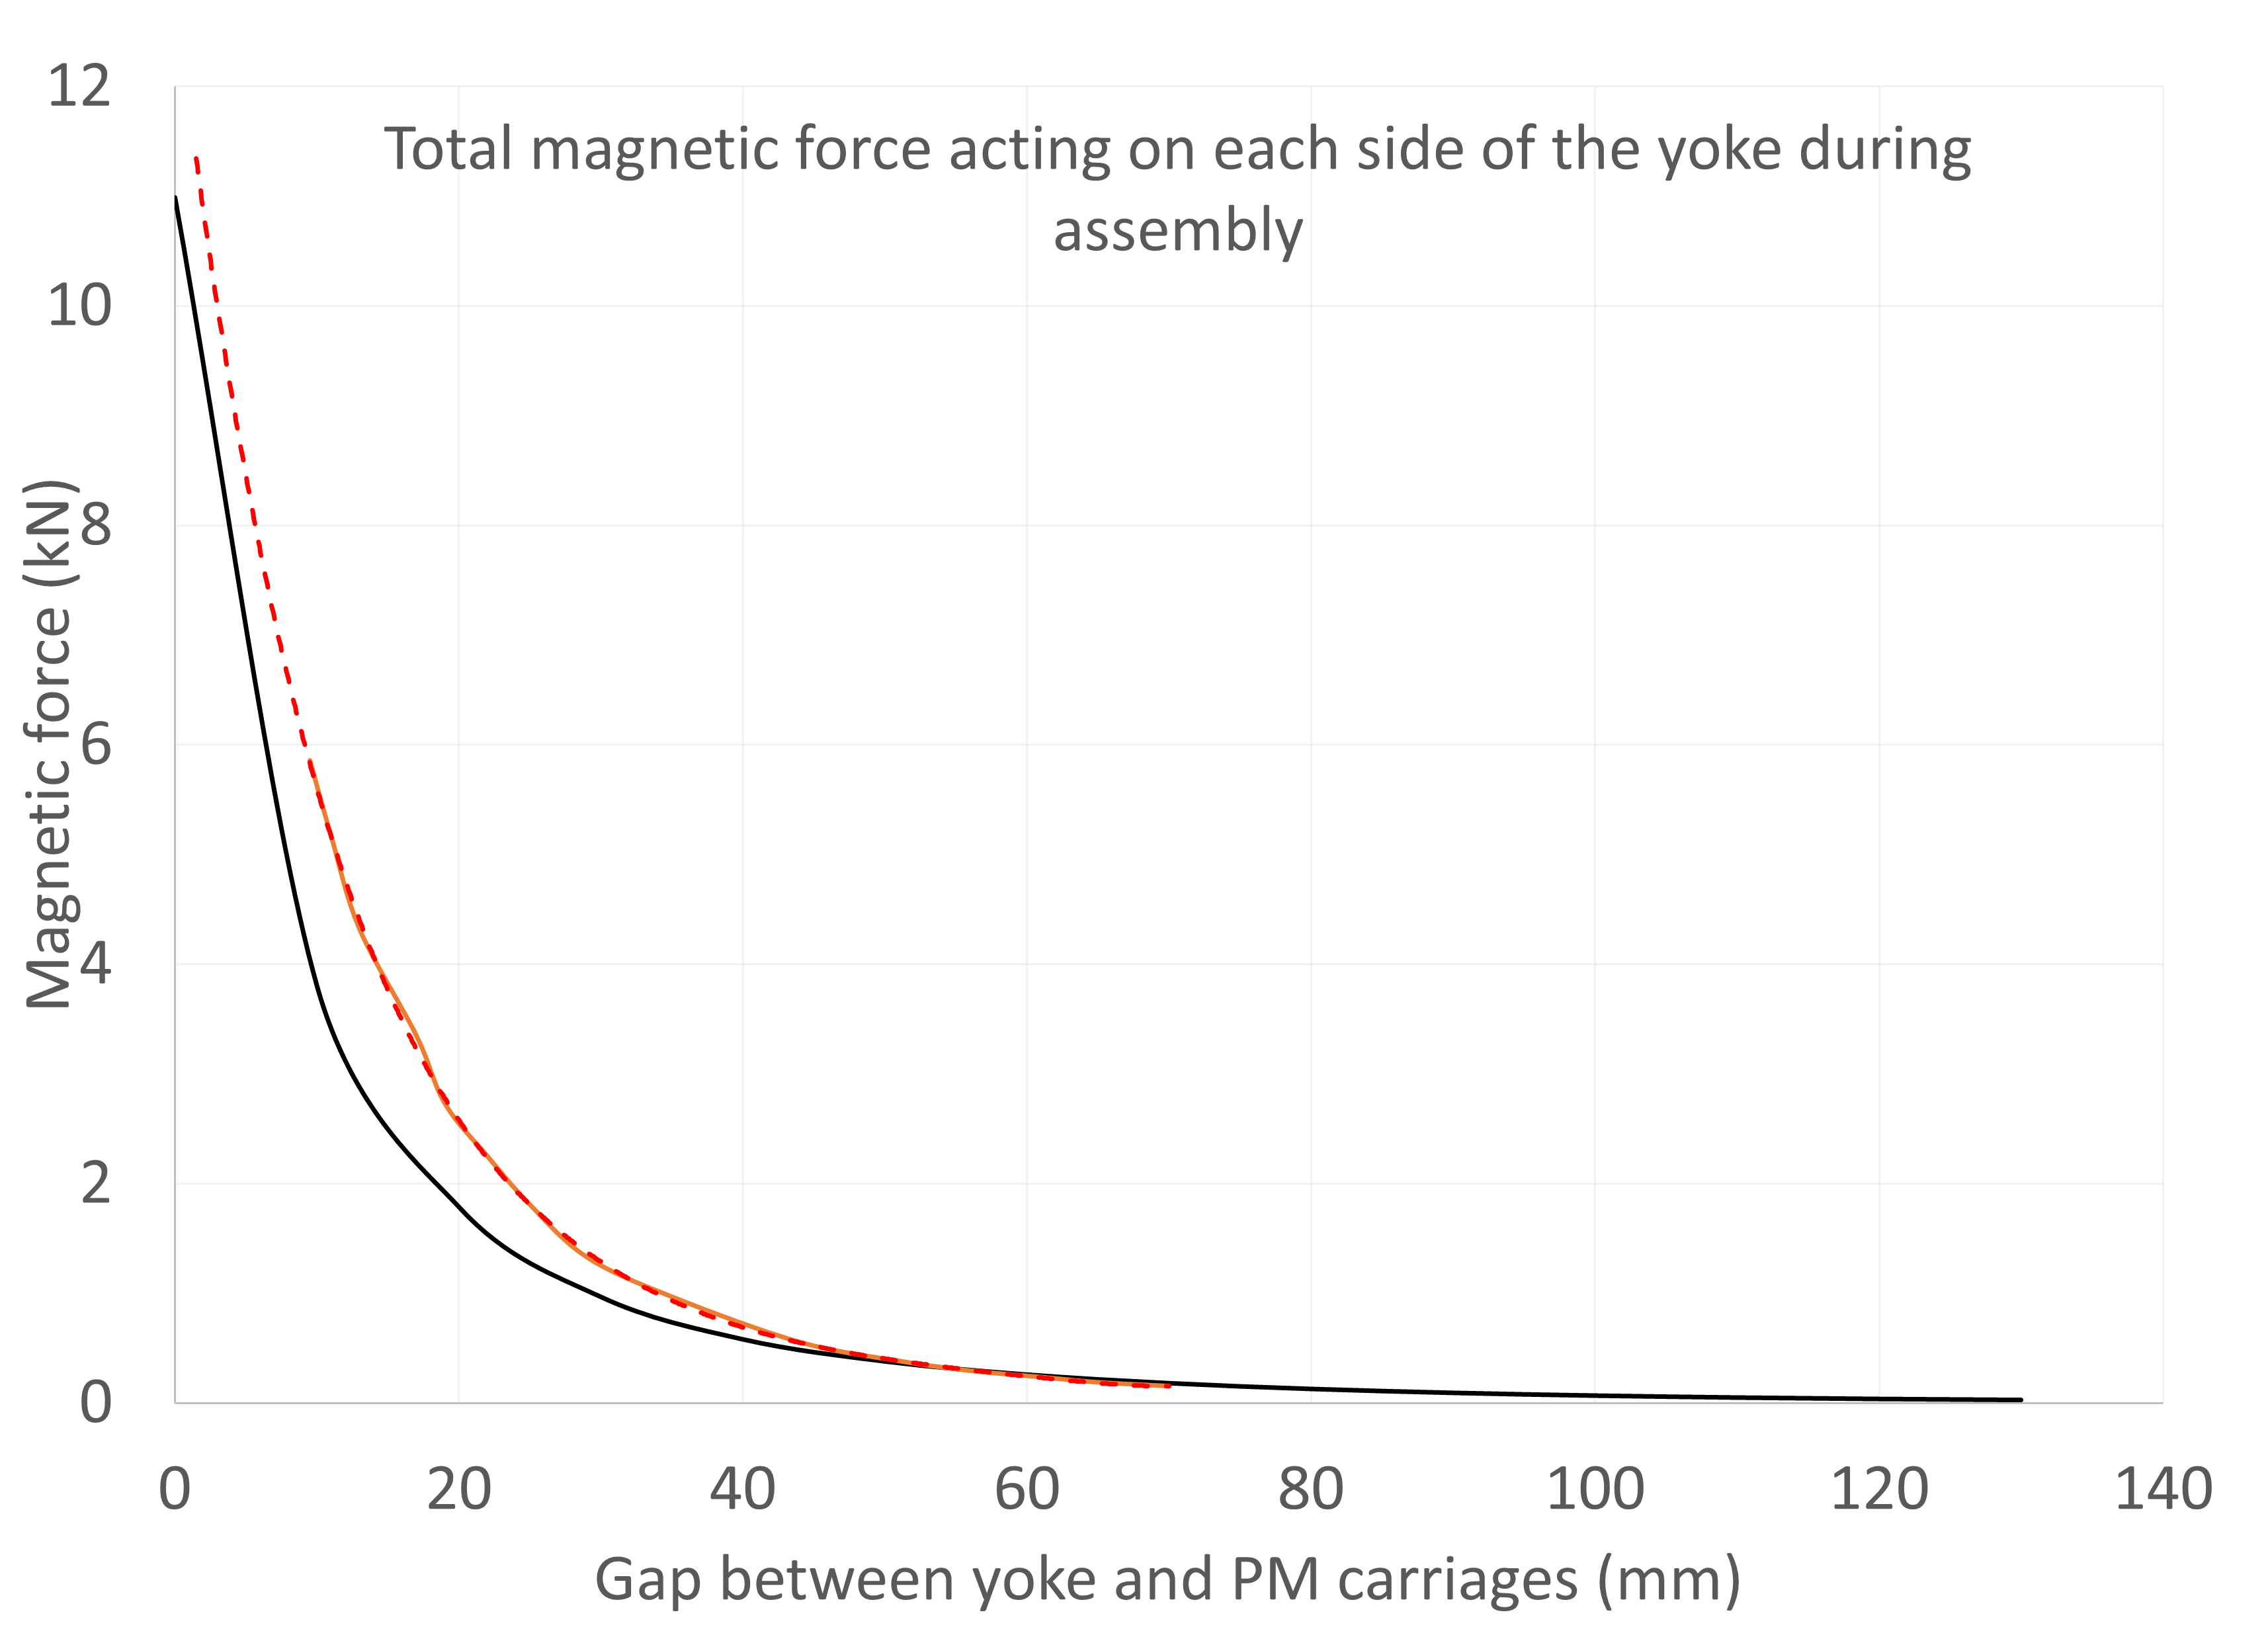 Total magnetic force acting on each side of the yoke during
assembly
Magnetic force (kN)
12
10
8
6
4
2
0
0 20 40 60 80 100 120 140
Gap between yoke and PM carriages (mm)